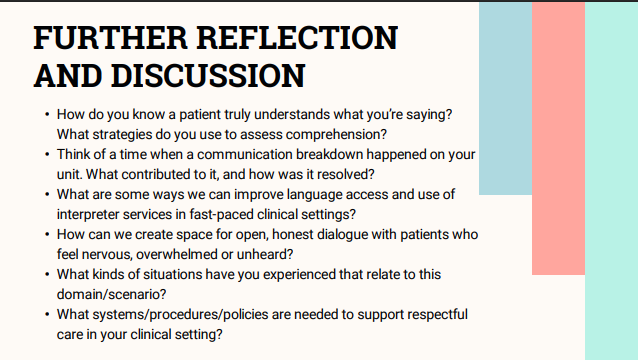 FURTHER REFLECTION
AND DISCUSSION
• How do you know a patient truly understands what you're saying?
What strategies do you use to assess comprehension?
• Think of a time when a communication breakdown happened on your
unit. What contributed to it, and how was it resolved?
• What are some ways we can improve language access and use of
interpreter services in fast-paced clinical settings?
• How can we create space for open, honest dialogue with patients who
feel nervous, overwhelmed or unheard?
• What kinds of situations have you experienced that relate to this
domain/scenario?
• What systems/procedures/policies are needed to support respectful
care in your clinical setting?